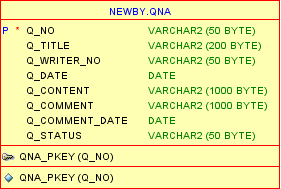 NEWBY.QNA
P * Q_NO VARCHAR2 (50 BYTE)
Q_TITLE VARCHAR2 (200 BYTE)
Q_WRITER_NO VARCHAR2 (50 BYTE)
Q_DATE DATE
Q_CONTENT VARCHAR2 (1000 BYTE)
Q_COMMENT VARCHAR2 (1000 BYTE)
Q_COMMENT_DATE DATE
Q_STATUS VARCHAR2 (50 BYTE)
QNA_PKEY (Q_NO)
QNA_PKEY (Q_NO)